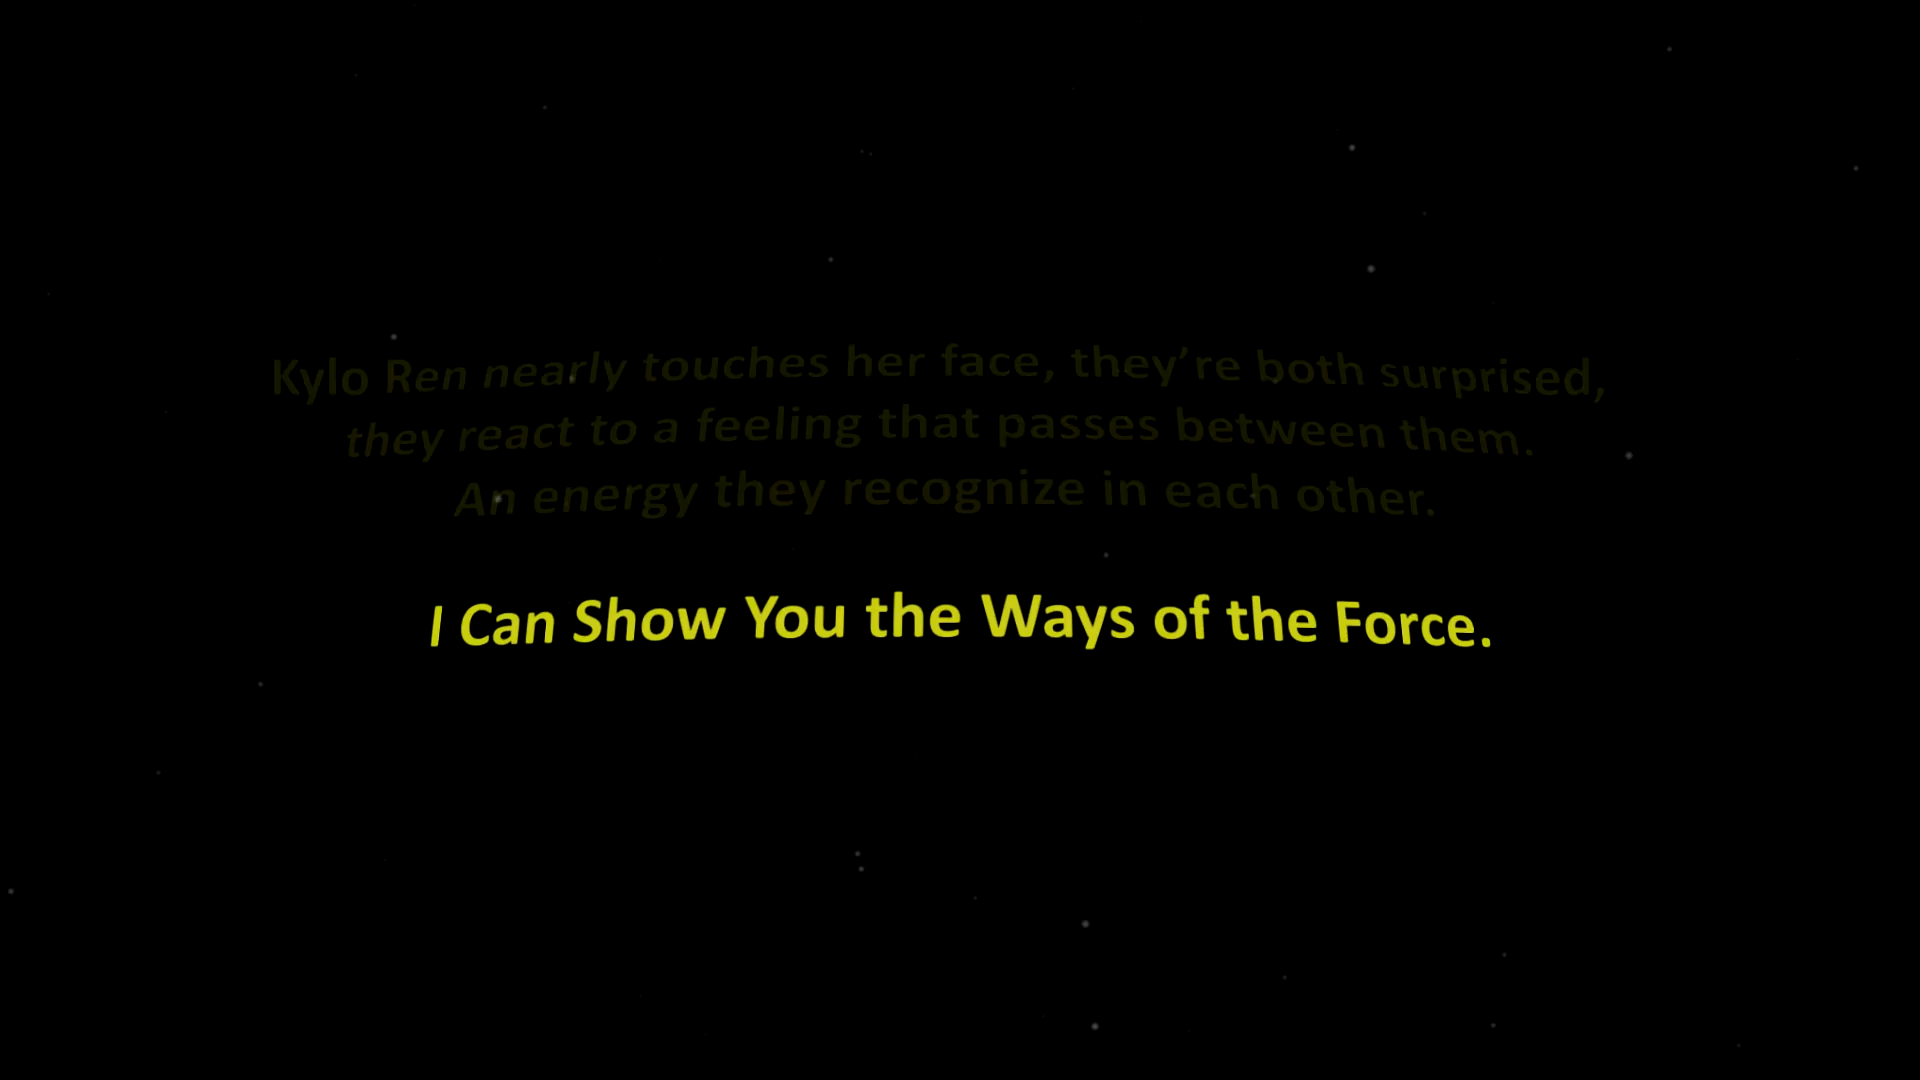 Kylo Ren nearly touches her face, they’re both surprised,
they react to a feeling that passes between them.
An energy they recognize in each other.
I Can Show You the Ways of the Force.